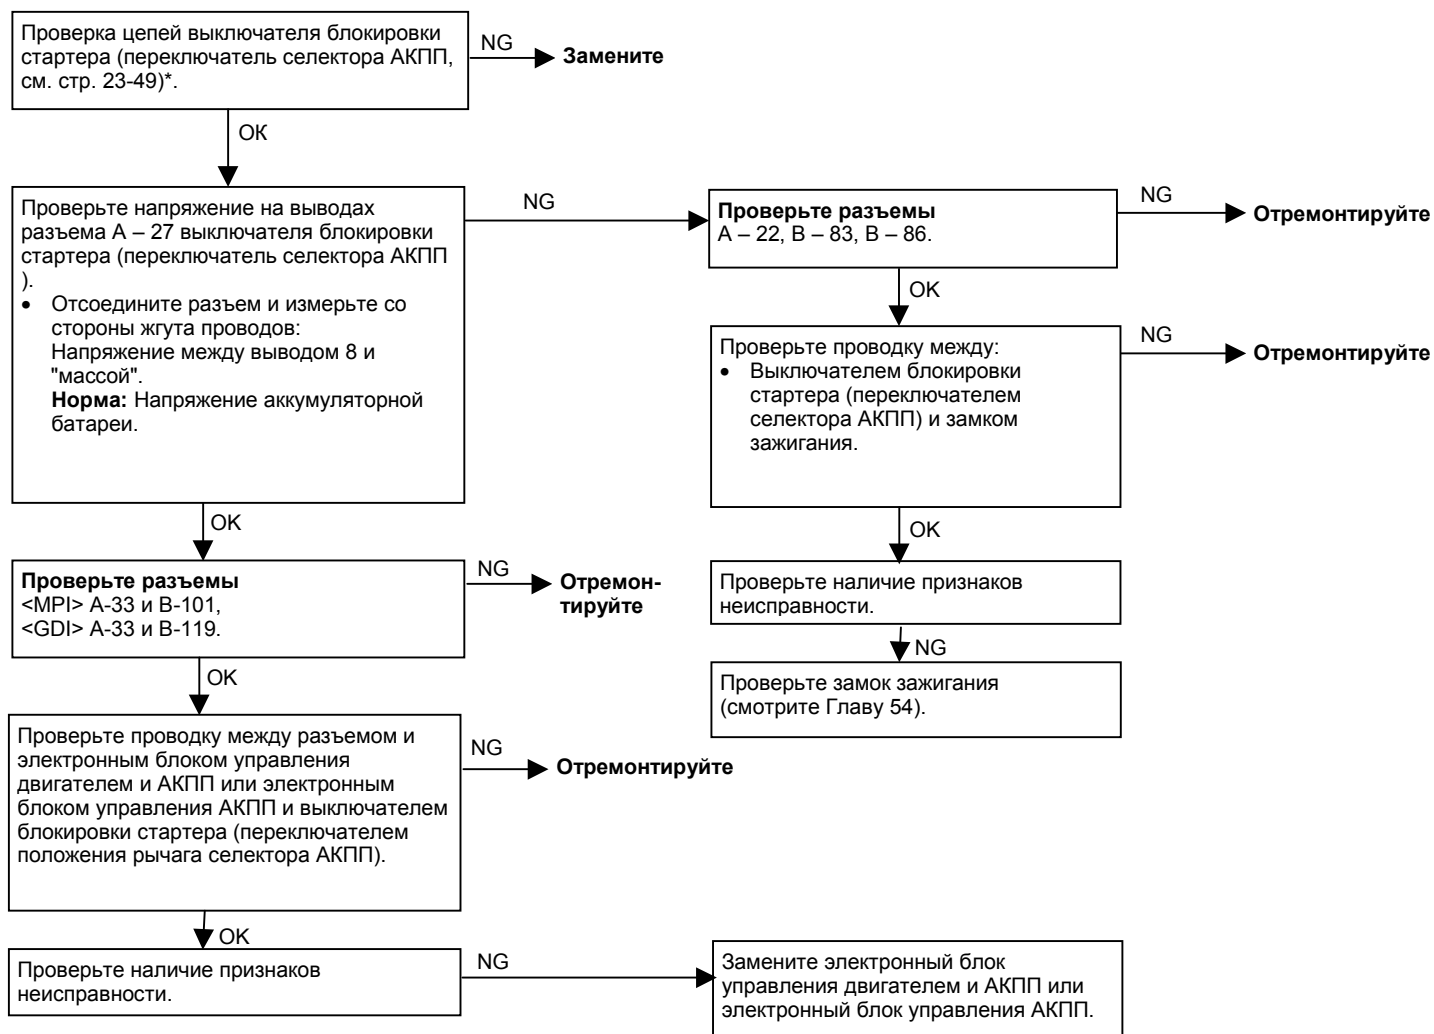 Проверка цепей выключателя блокировки
стартера (переключатель селектора АКПП,
см. стр. 23-49)*.
NG
Замените
ОК
Проверьте напряжение на выводах
разъема А – 27 выключателя блокировки
стартера (переключатель селектора АКПП
).
• Отсоедините разъем и измерьте со
стороны жгута проводов:
Напряжение между выводом 8 и
"массой".
Норма: Напряжение аккумуляторной
батареи.
NG
Проверьте разъемы
А – 22, В – 83, В – 86.
NG
Отремонтируйте
OK
Проверьте проводку между:
• Выключателем блокировки
стартера (переключателем
селектора АКПП) и замком
зажигания.
NG
Отремонтируйте
OK
Проверьте наличие признаков
неисправности.
NG
Проверьте замок зажигания
(смотрите Главу 54).
OK
Проверьте разъемы
<MPI> А-33 и В-101,
<GDI> А-33 и В-119.
NG
Отремон-
тируйте
OK
Проверьте проводку между разъемом и
электронным блоком управления
двигателем и АКПП или электронным
блоком управления АКПП и выключателем
блокировки стартера (переключателем
положения рычага селектора АКПП).
NG
Отремонтируйте
OK
Проверьте наличие признаков
неисправности.
NG
Замените электронный блок
управления двигателем и АКПП или
электронный блок управления АКПП.